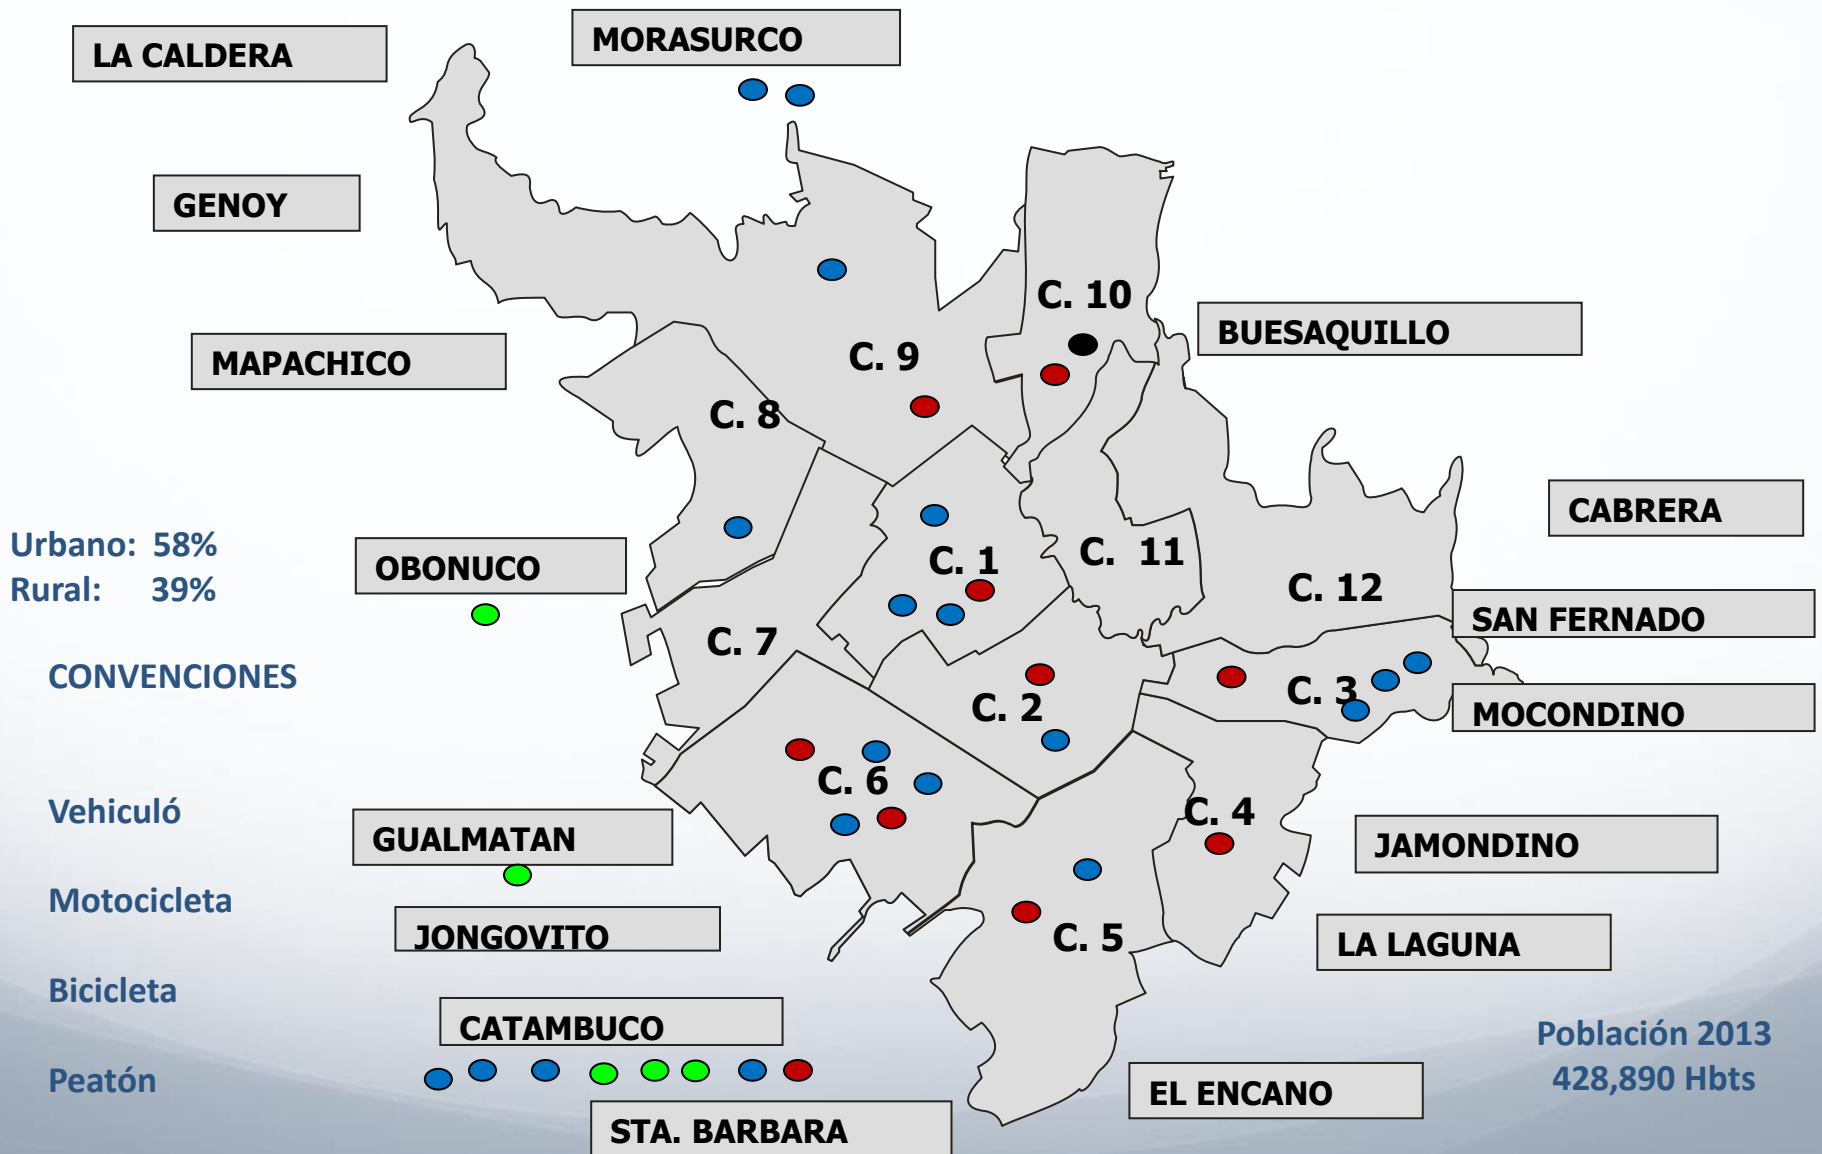 LA CALDERA
MORASURCO
GENOY
C. 10
BUESAQUILLO
MAPACHICO
C. 9
C. 8
CABRERA
Urbano: 58%
Rural: 39%
OBONUCO
C. 1
C. 11
C. 12
SAN FERNADO
CONVENCIONES
C. 7
C. 2
C. 3
MOCONDINO
C. 6
Vehiculó
C. 4
GUALMATAN
JAMONDINO
Motocicleta
JONGOVITO
C. 5
LA LAGUNA
Bicicleta
CATAMBUCO
Población 2013
428,890 Hbts
Peatón
EL ENCANO
STA. BARBARA